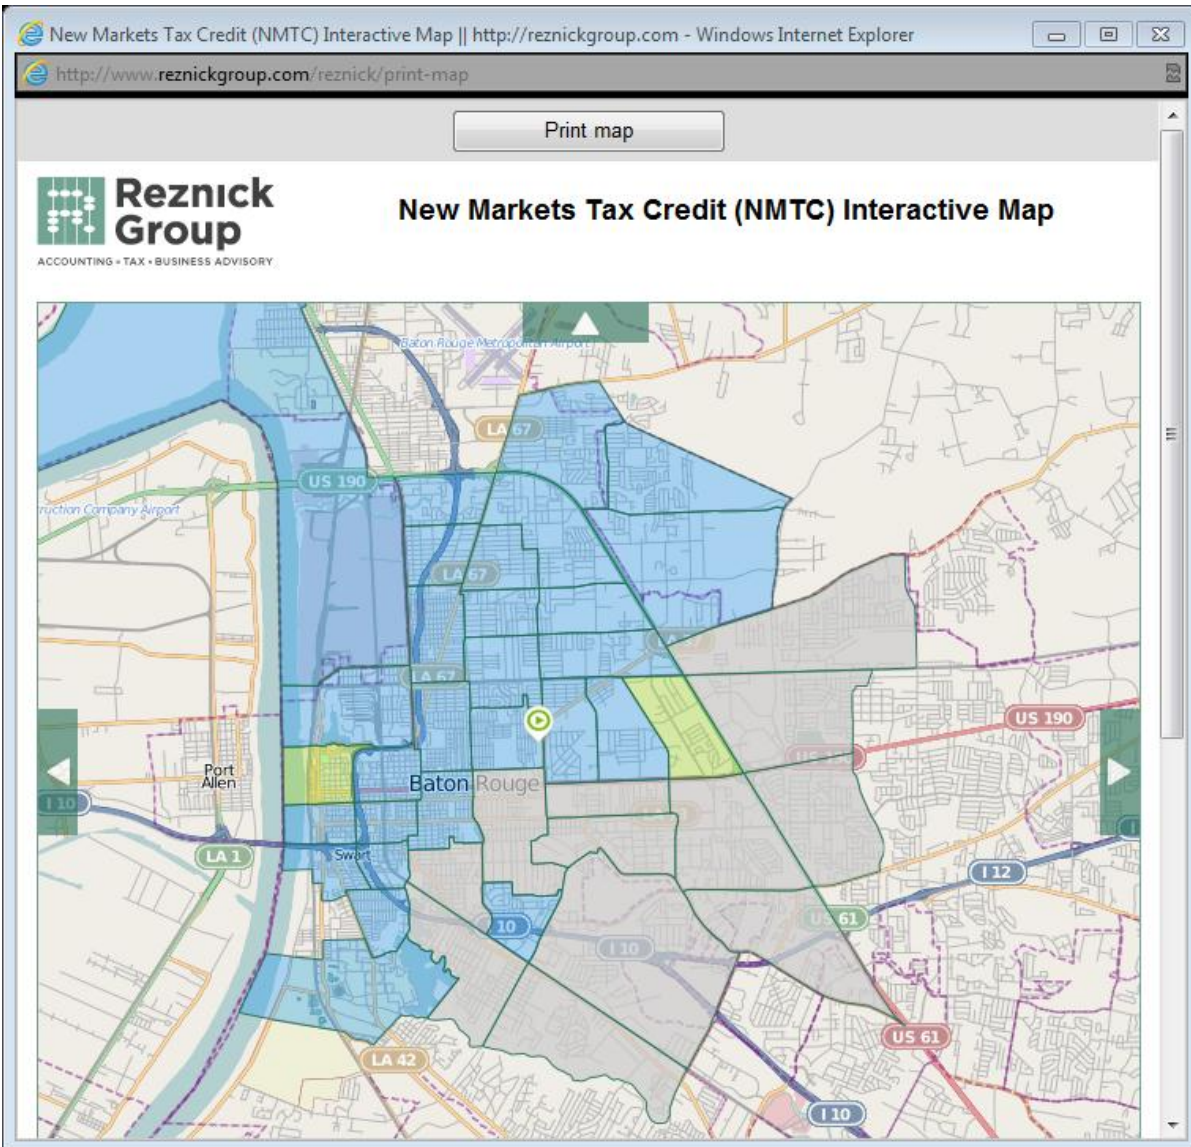 New Markets Tax Credit (NMTC) Interactive Map || http://reznickgroup.com - Windows Internet Explorer
http://www.reznickgroup.com/reznick/print-map
Print map
Reznick
Group
ACCOUNTING • TAX • BUSINESS ADVISORY
New Markets Tax Credit (NMTC) Interactive Map
Baton Rouge Metropolitan Airport
LA 67
US 190
ruction Company Airport
LA 67
LA 67
US 190
Port
Allen
Baton Rouge
I 10
LA 1
Swart
I 12
US 61
10
I 10
US 61
LA 42
I 10